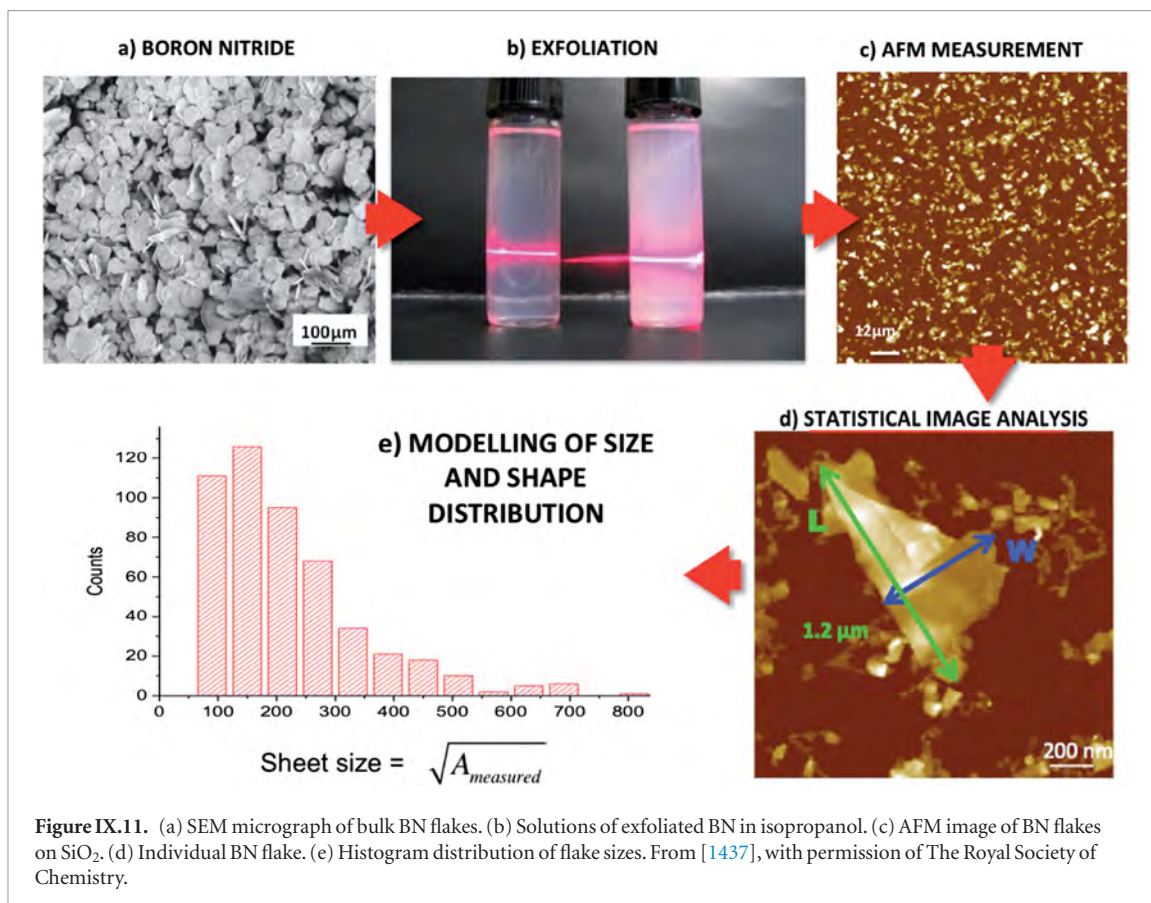 a) BORON NITRIDE
b) EXFOLIATION
c) AFM MEASUREMENT
100μm
12μm
d) STATISTICAL IMAGE ANALYSIS
L
W
1.2 μm
200 nm
e) MODELLING OF SIZE
AND SHAPE
DISTRIBUTION
Counts
120
100
80
60
40
20
0
0 100 200 300 400 500 600 700 800
Sheet size = √A measured
Figure IX.11. (a) SEM micrograph of bulk BN flakes. (b) Solutions of exfoliated BN in isopropanol. (c) AFM image of BN flakes
on SiO₂. (d) Individual BN flake. (e) Histogram distribution of flake sizes. From [1437], with permission of The Royal Society of
Chemistry.